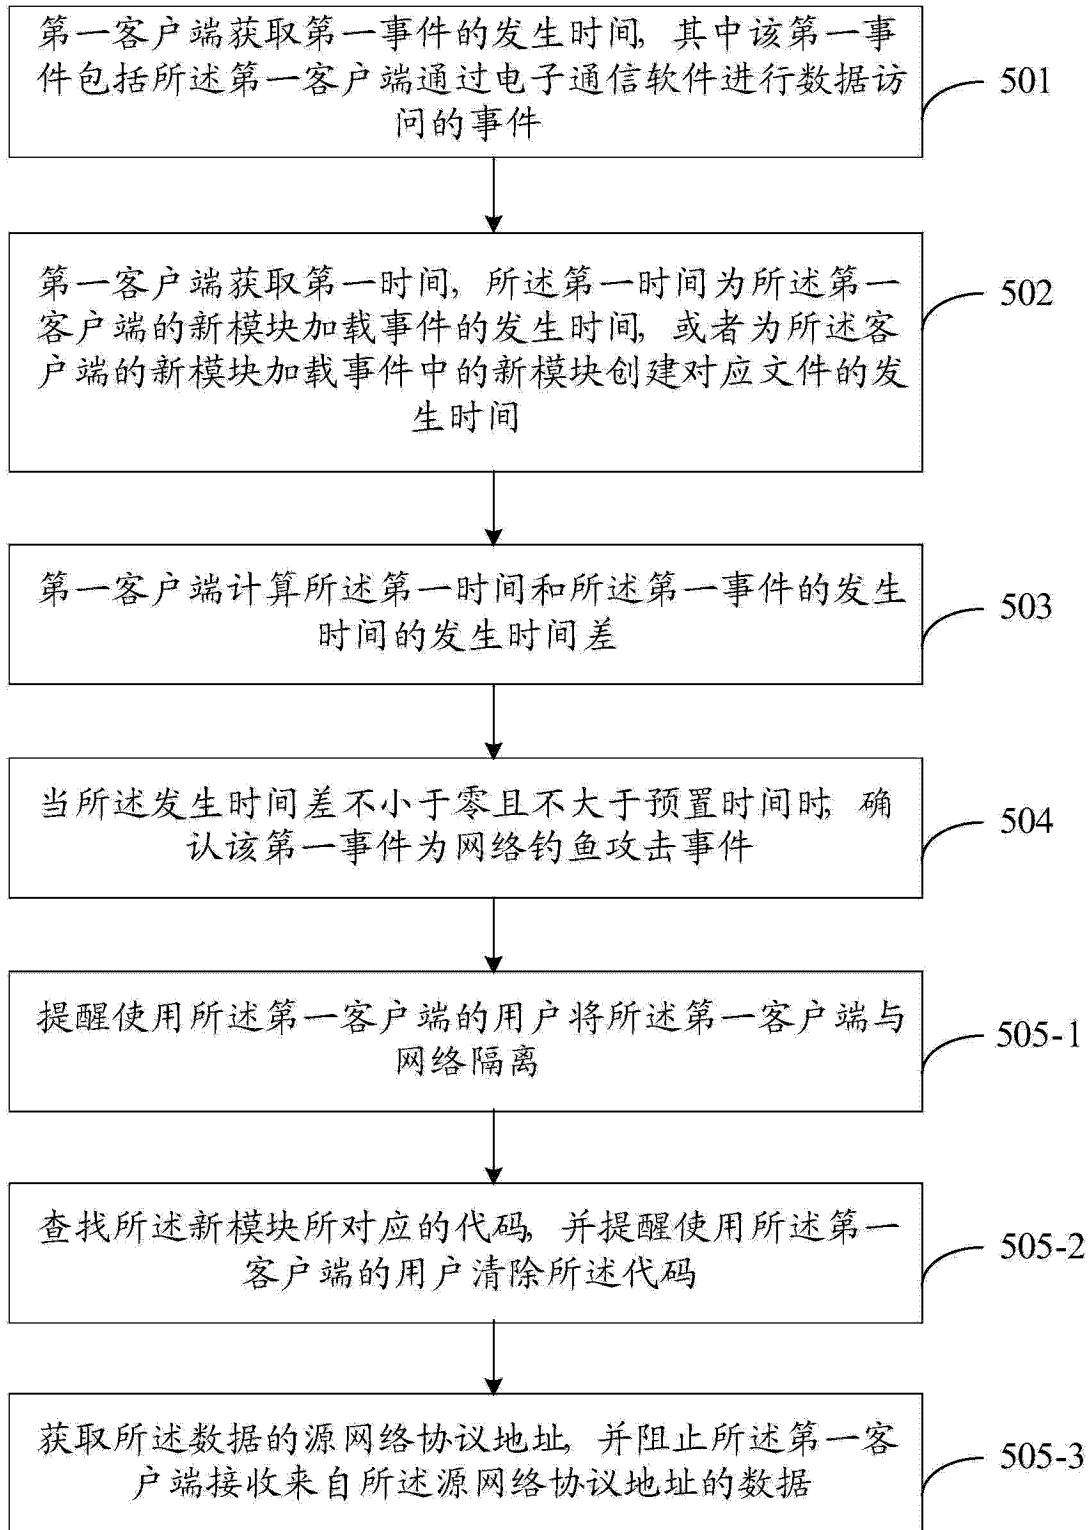 第一客户端获取第一事件的发生时间，其中该第一事
件包括所述第一客户端通过电子通信软件进行数据访
问的事件
501
第一客户端获取第一时间，所述第一时间为所述第一
客户端的新模块加载事件的发生时间，或者为所述客
户端的新模块加载事件中的新模块创建对应文件的发
生时间
502
第一客户端计算所述第一时间和所述第一事件的发生
时间的发生时间差
503
当所述发生时间差不小于零且不大于预置时间时，确
认该第一事件为网络钓鱼攻击事件
504
提醒使用所述第一客户端的用户将所述第一客户端与
网络隔离
505-1
查找所述新模块所对应的代码，并提醒使用所述第一
客户端的用户清除所述代码
505-2
获取所述数据的源网络协议地址，并阻止所述第一客
户端接收来自所述源网络协议地址的数据
505-3